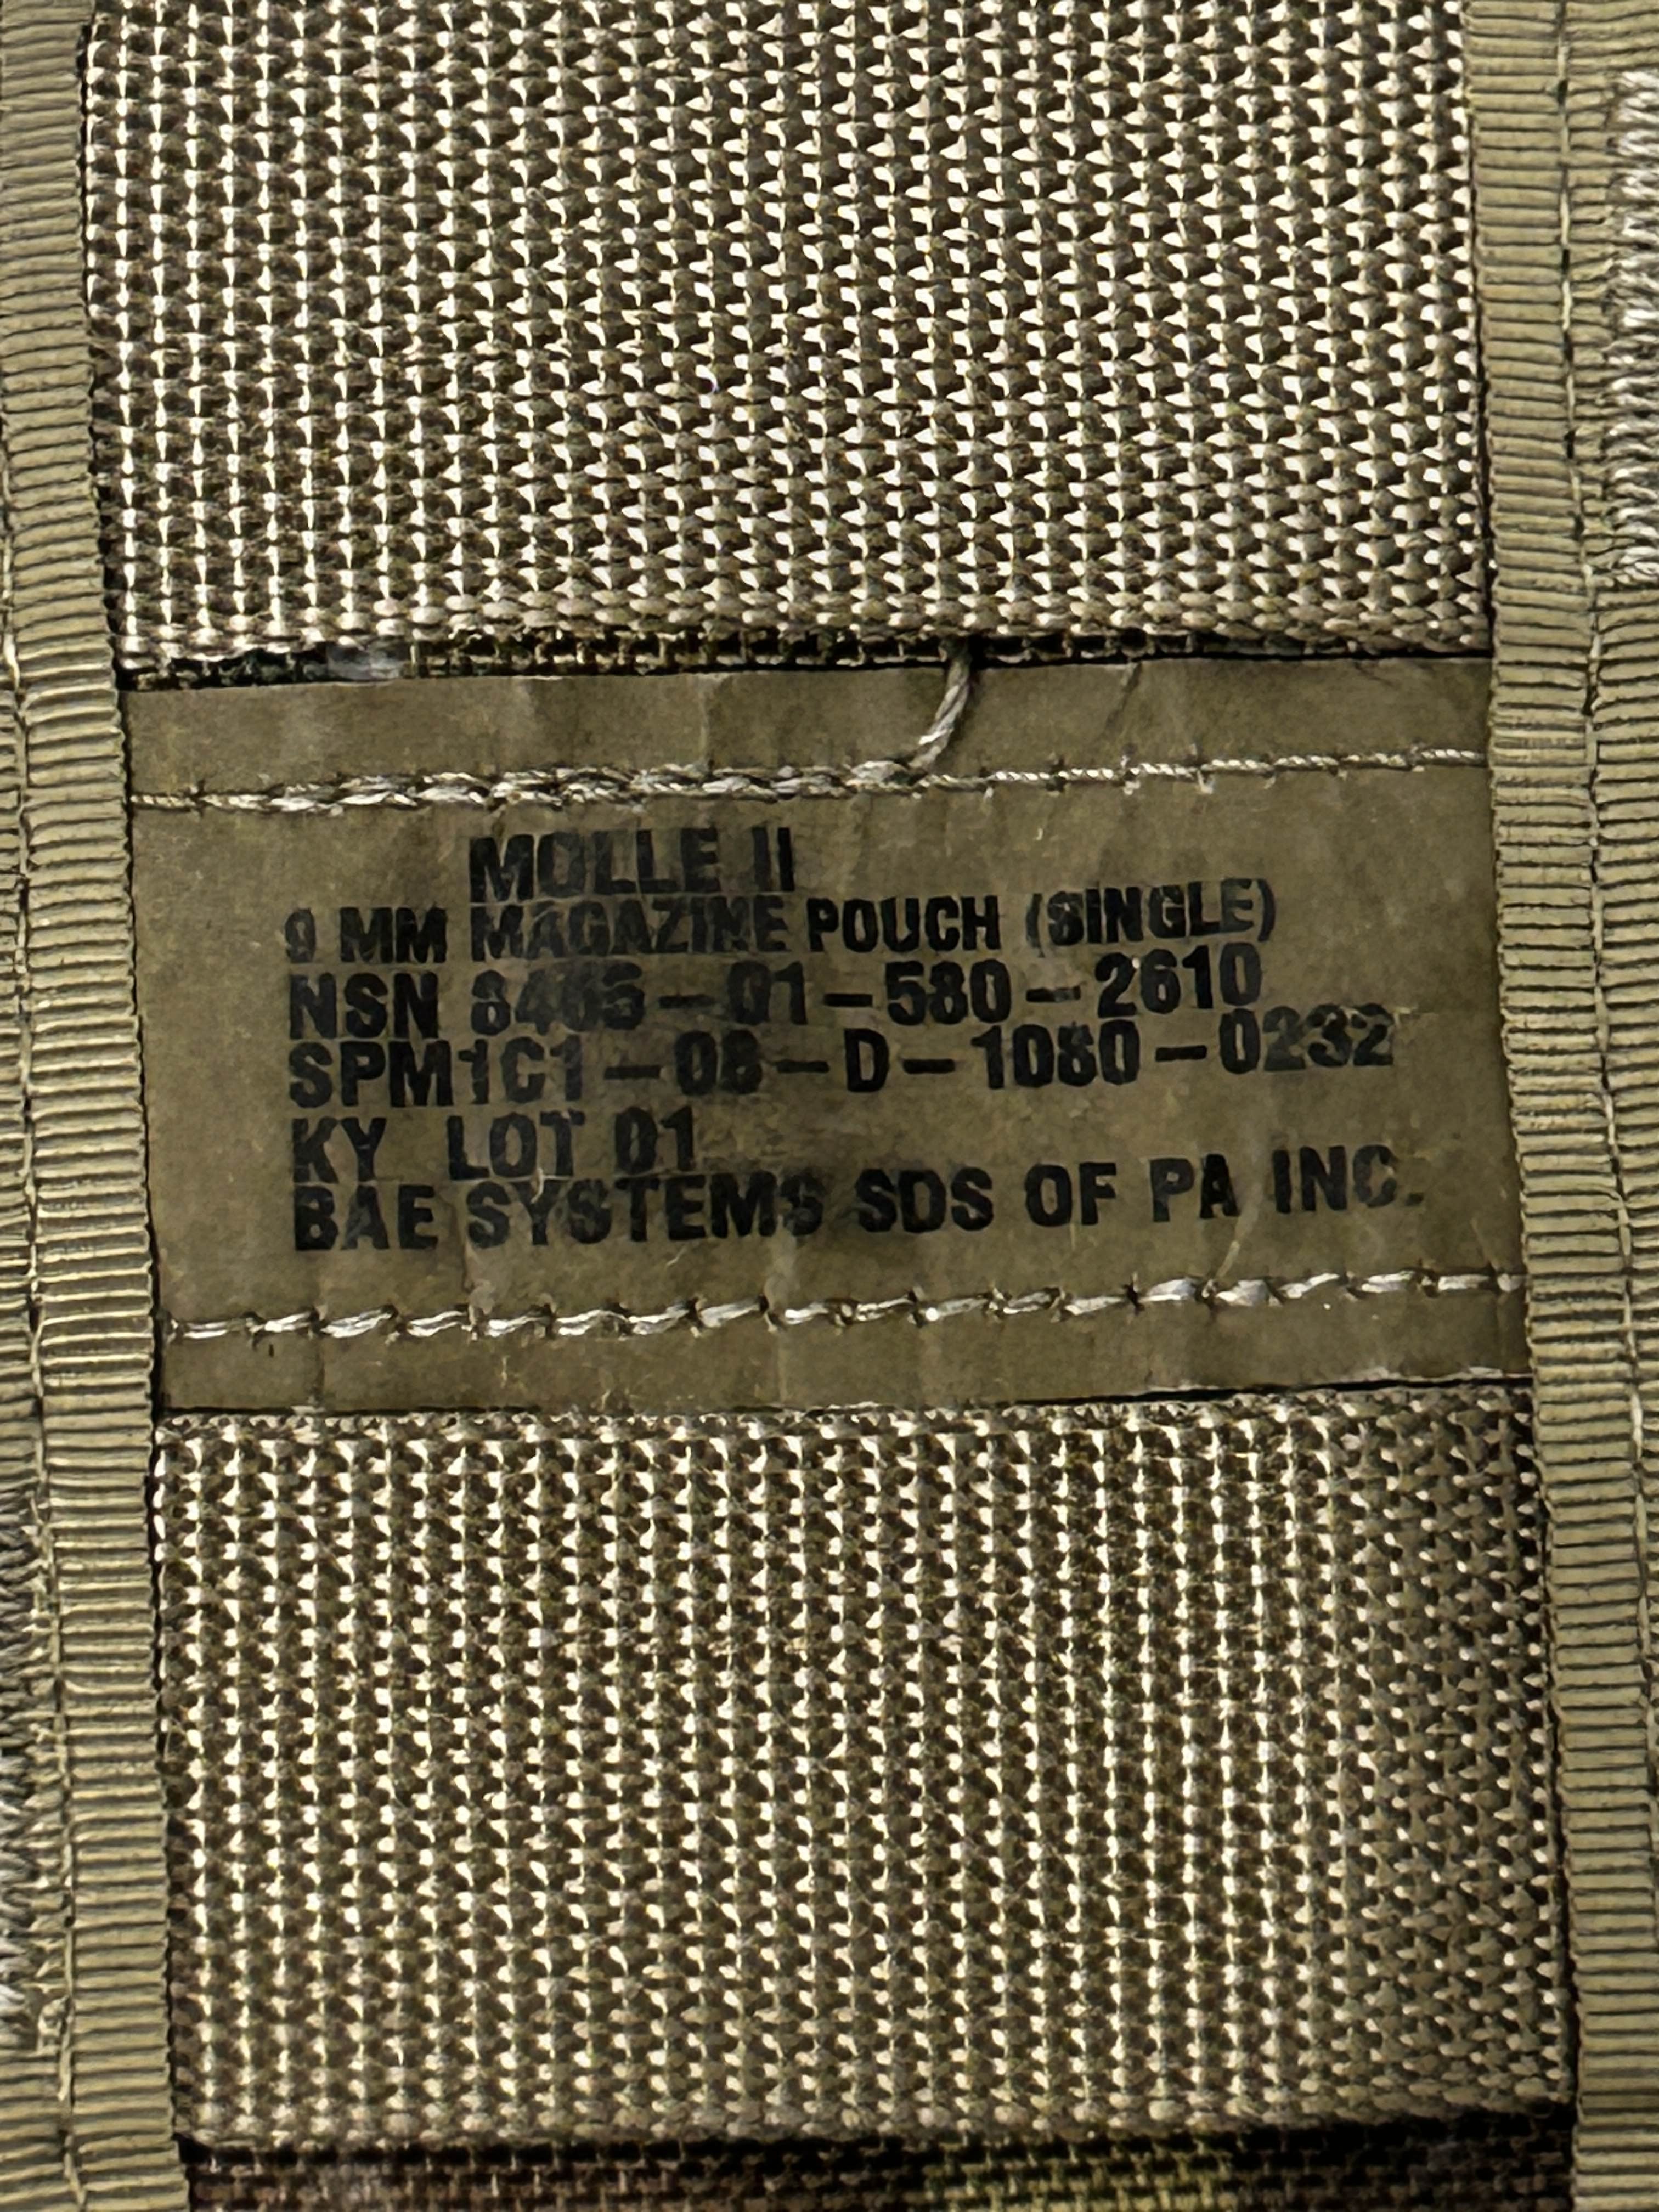 MOLLE II
9 MM MAGAZINE POUCH (SINGLE)
NSN 8465-01-580-2610
SPM1C1-08-D-1080-0232
KY LOT 01
BAE SYSTEMS SDS OF PA INC.